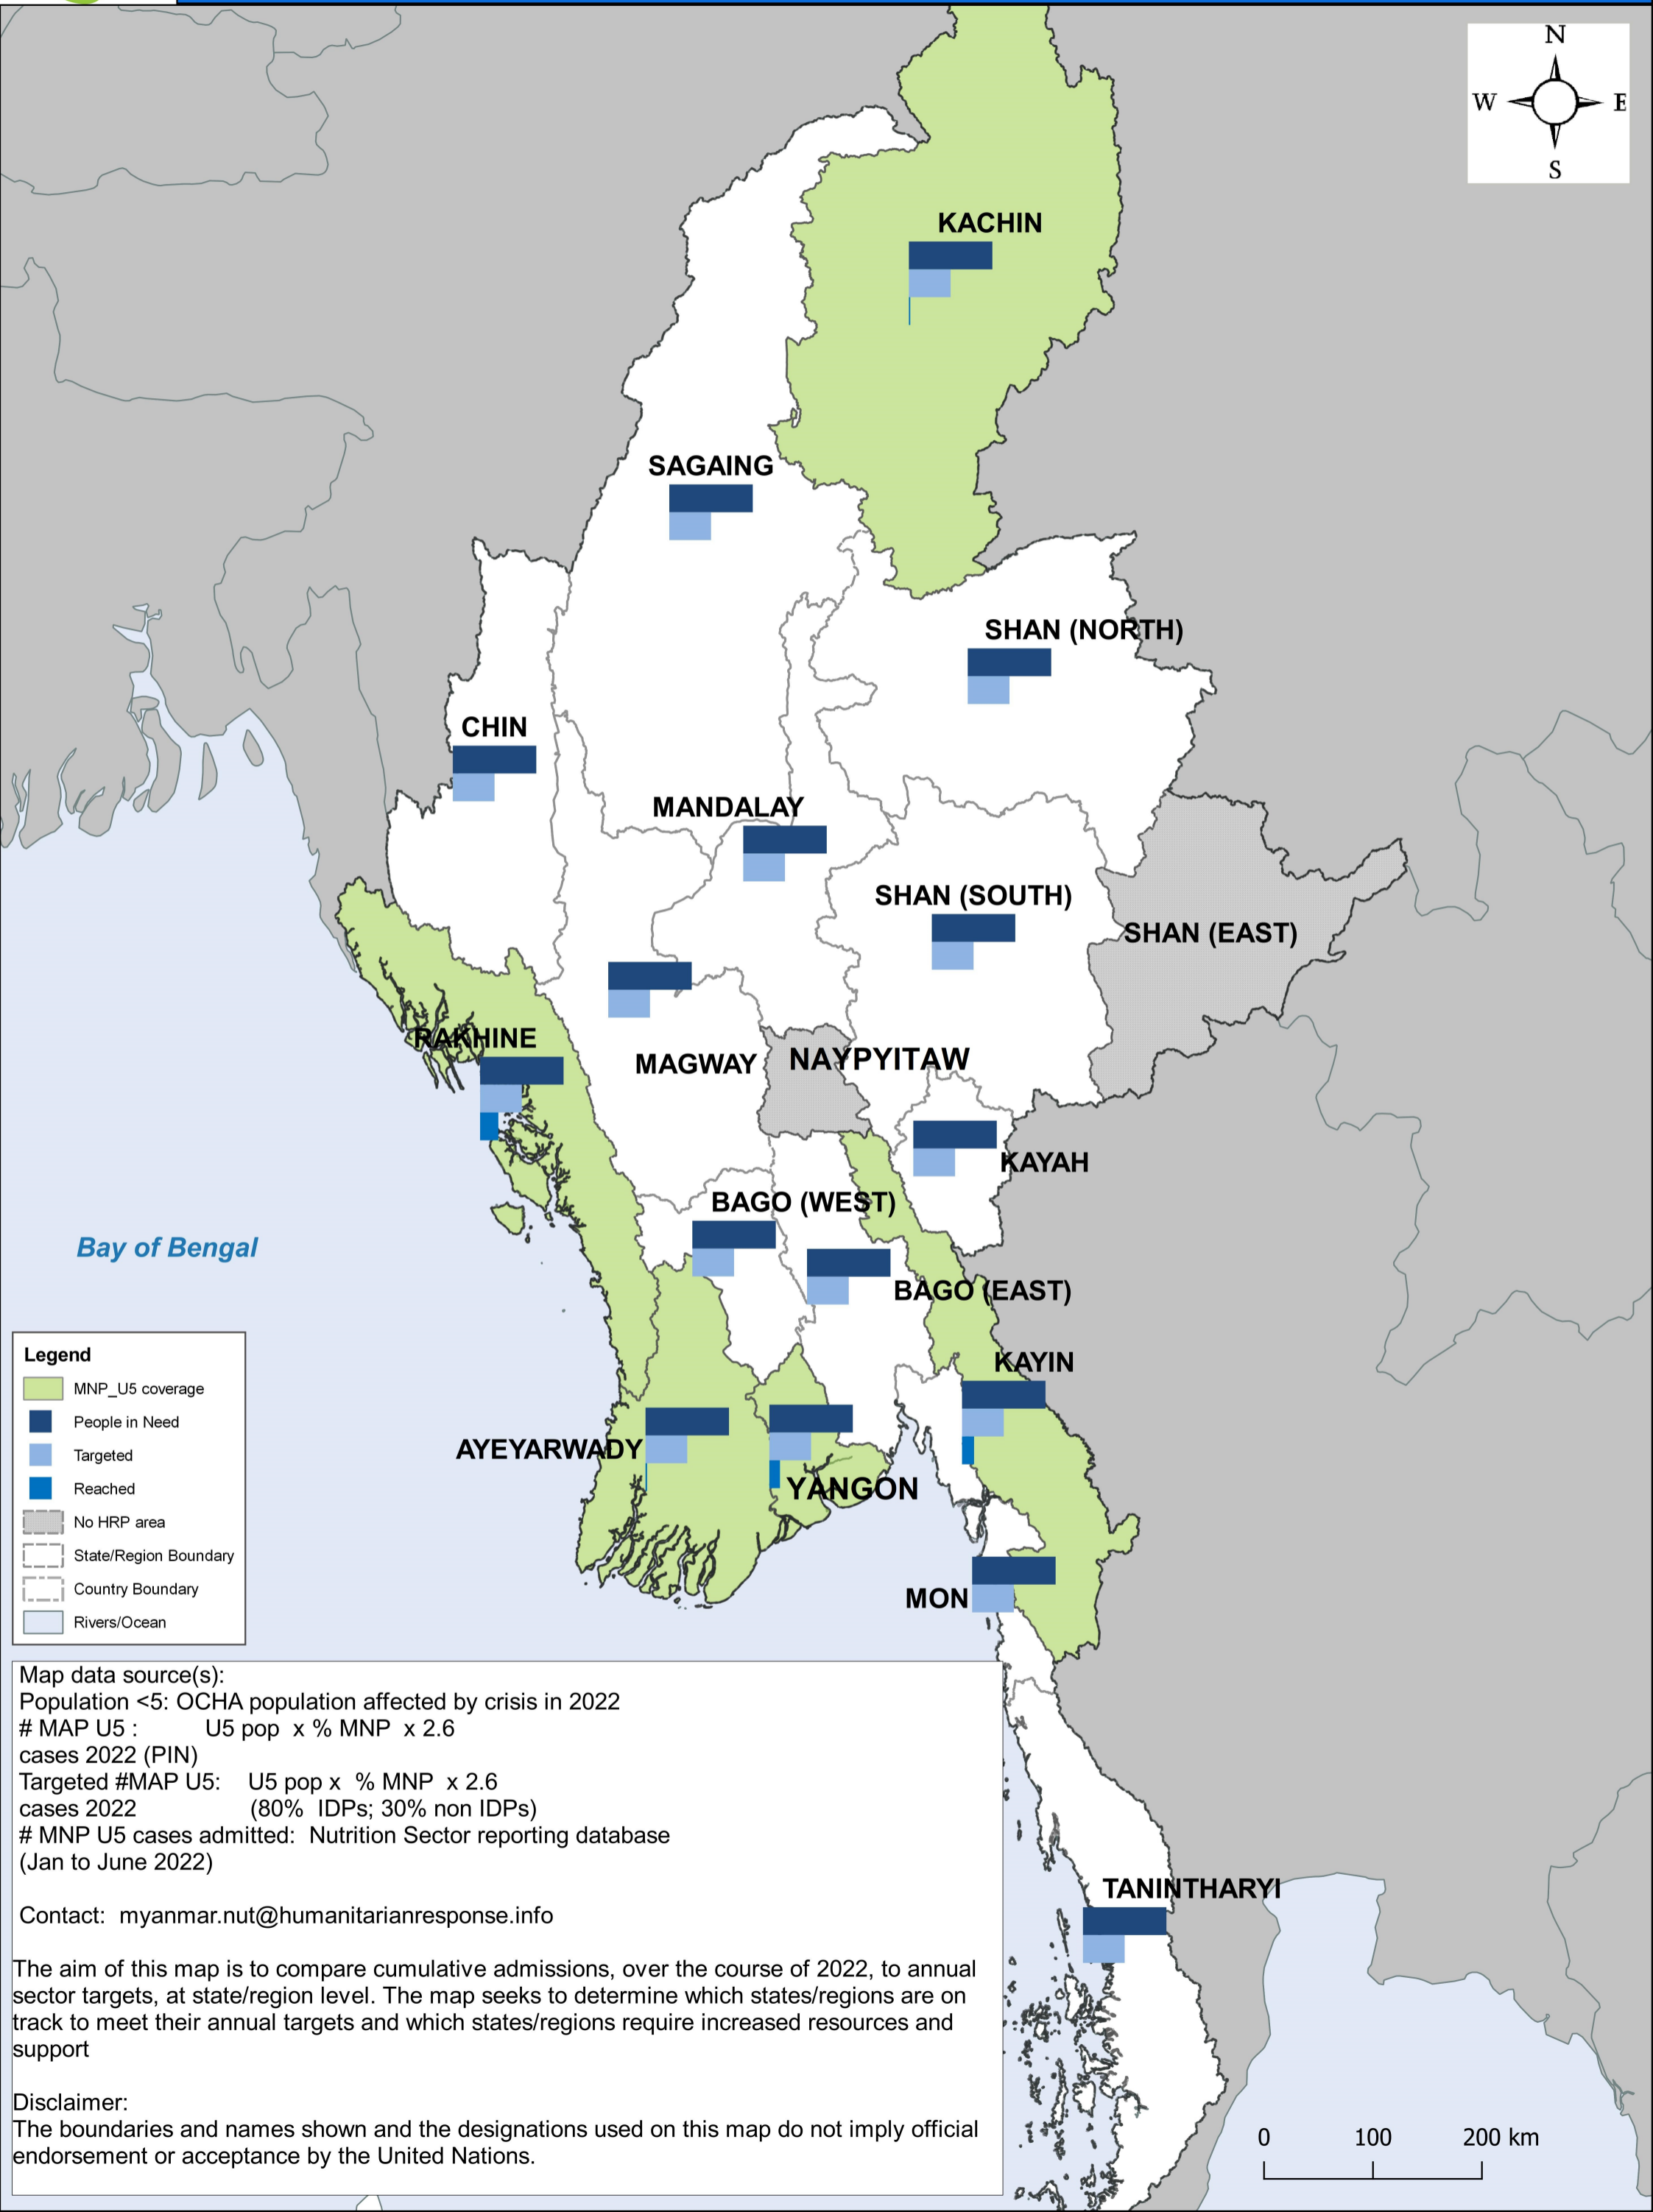 N
W E
S
KACHIN
SAGAING
SHAN (NORTH)
CHIN
MANDALAY
SHAN (SOUTH)
SHAN (EAST)
RAKHINE
MAGWAY
NAYPYITAW
KAYAH
BAGO (WEST)
Bay of Bengal
BAGO (EAST)
KAYIN
AYEYARWADY
YANGON
MON
TANINTHARYI
Legend
MNP_U5 coverage
People in Need
Targeted
Reached
No HRP area
State/Region Boundary
Country Boundary
Rivers/Ocean
Map data source(s):
Population <5: OCHA population affected by crisis in 2022
# MAP U5 : U5 pop x % MNP x 2.6
cases 2022 (PIN)
Targeted #MAP U5: U5 pop x % MNP x 2.6
cases 2022 (80% IDPs; 30% non IDPs)
# MNP U5 cases admitted: Nutrition Sector reporting database
(Jan to June 2022)
Contact: myanmar.nut@humanitarianresponse.info
The aim of this map is to compare cumulative admissions, over the course of 2022, to annual
sector targets, at state/region level. The map seeks to determine which states/regions are on
track to meet their annual targets and which states/regions require increased resources and
support
Disclaimer:
The boundaries and names shown and the designations used on this map do not imply official
endorsement or acceptance by the United Nations.
0 100 200 km